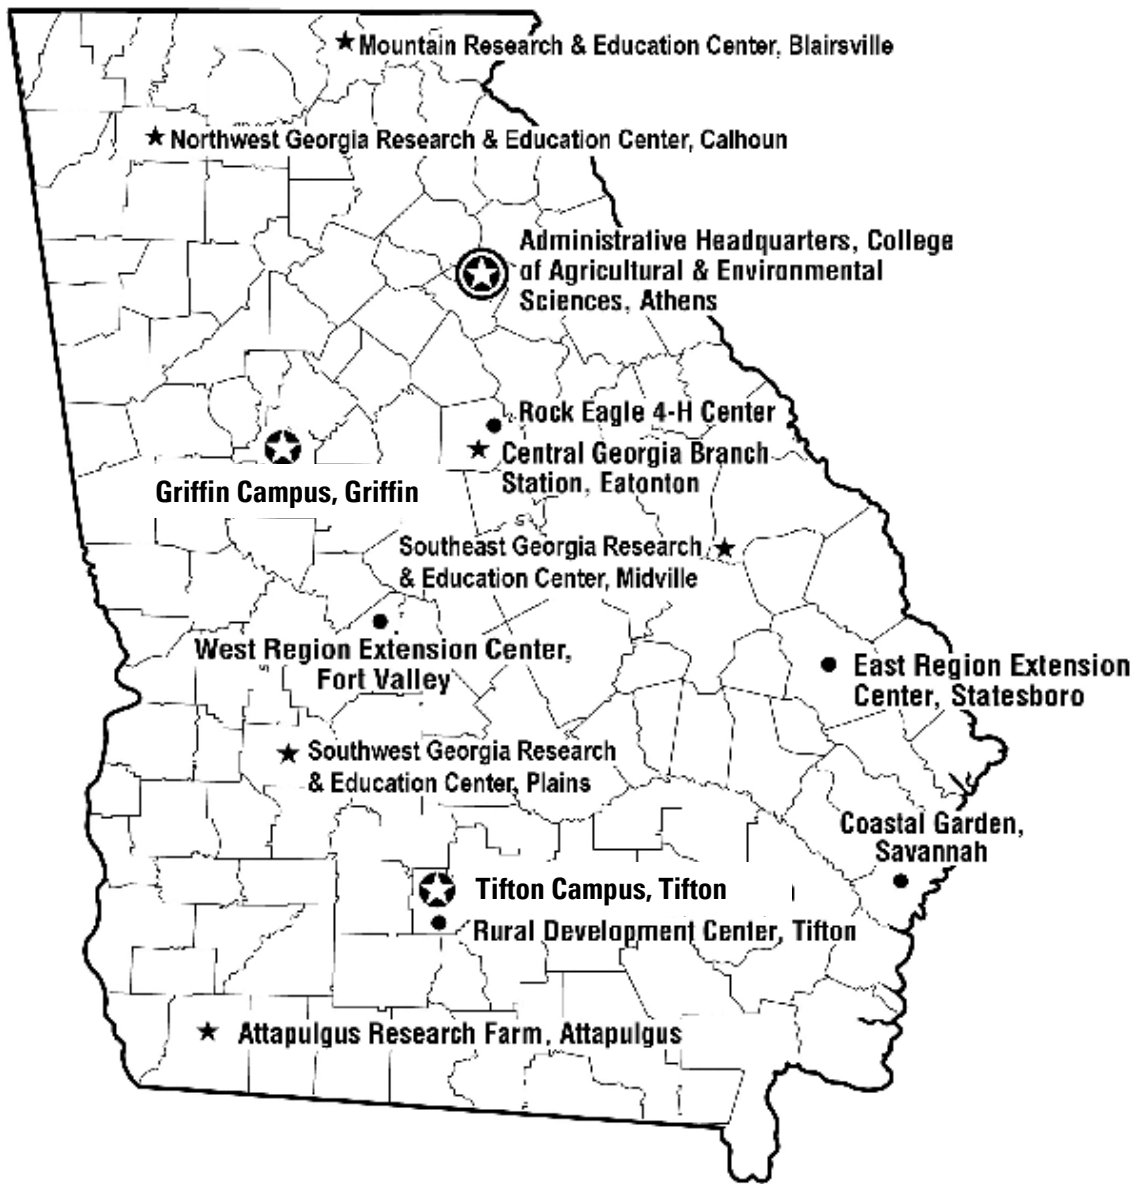 Mountain Research & Education Center, Blairsville
Northwest Georgia Research & Education Center, Calhoun
Administrative Headquarters, College
of Agricultural & Environmental
Sciences, Athens
Rock Eagle 4-H Center
Central Georgia Branch
Station, Eatonton
Griffin Campus, Griffin
Southeast Georgia Research
& Education Center, Midville
West Region Extension Center,
Fort Valley
East Region Extension
Center, Statesboro
Southwest Georgia Research
& Education Center, Plains
Coastal Garden,
Savannah
Tifton Campus, Tifton
Rural Development Center, Tifton
Attapulgus Research Farm, Attapulgus